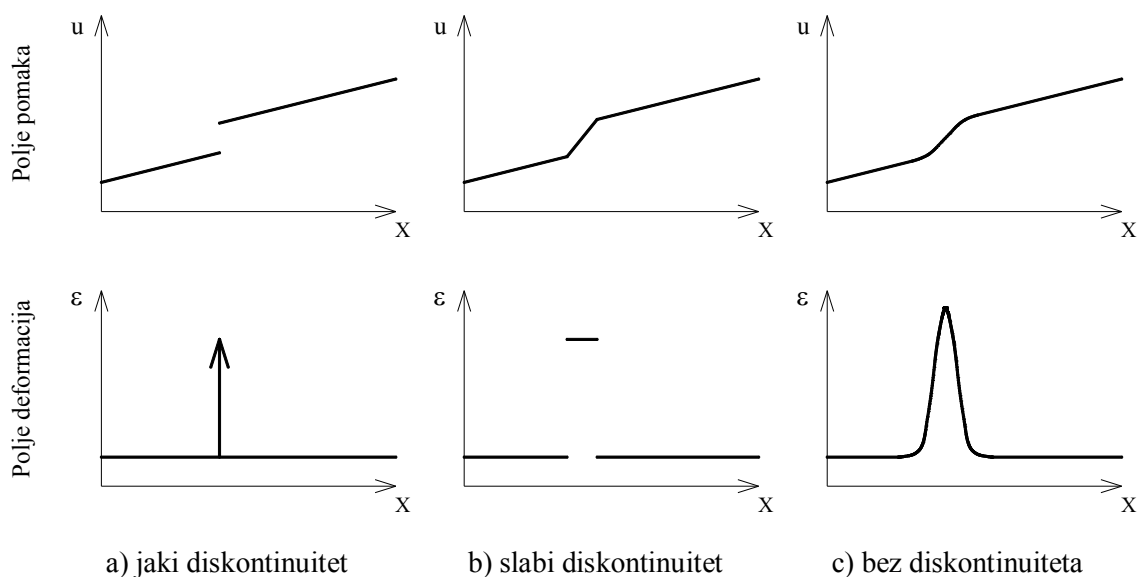 Polje pomaka
u
X
u
X
u
X
Polje deformacija
ε
X
ε
X
ε
X
a) jaki diskontinuitet
b) slabi diskontinuitet
c) bez diskontinuiteta